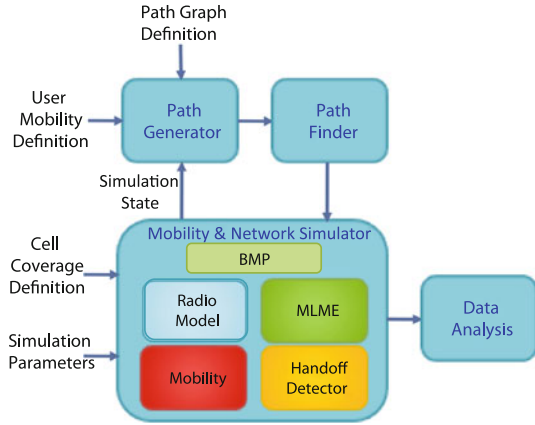 Path Graph
Definition
User
Mobility
Definition
Path
Generator
Path
Finder
Simulation
State
Mobility & Network Simulator
BMP
Cell
Coverage
Definition
Radio
Model
MLME
Data
Analysis
Simulation
Parameters
Mobility
Handoff
Detector